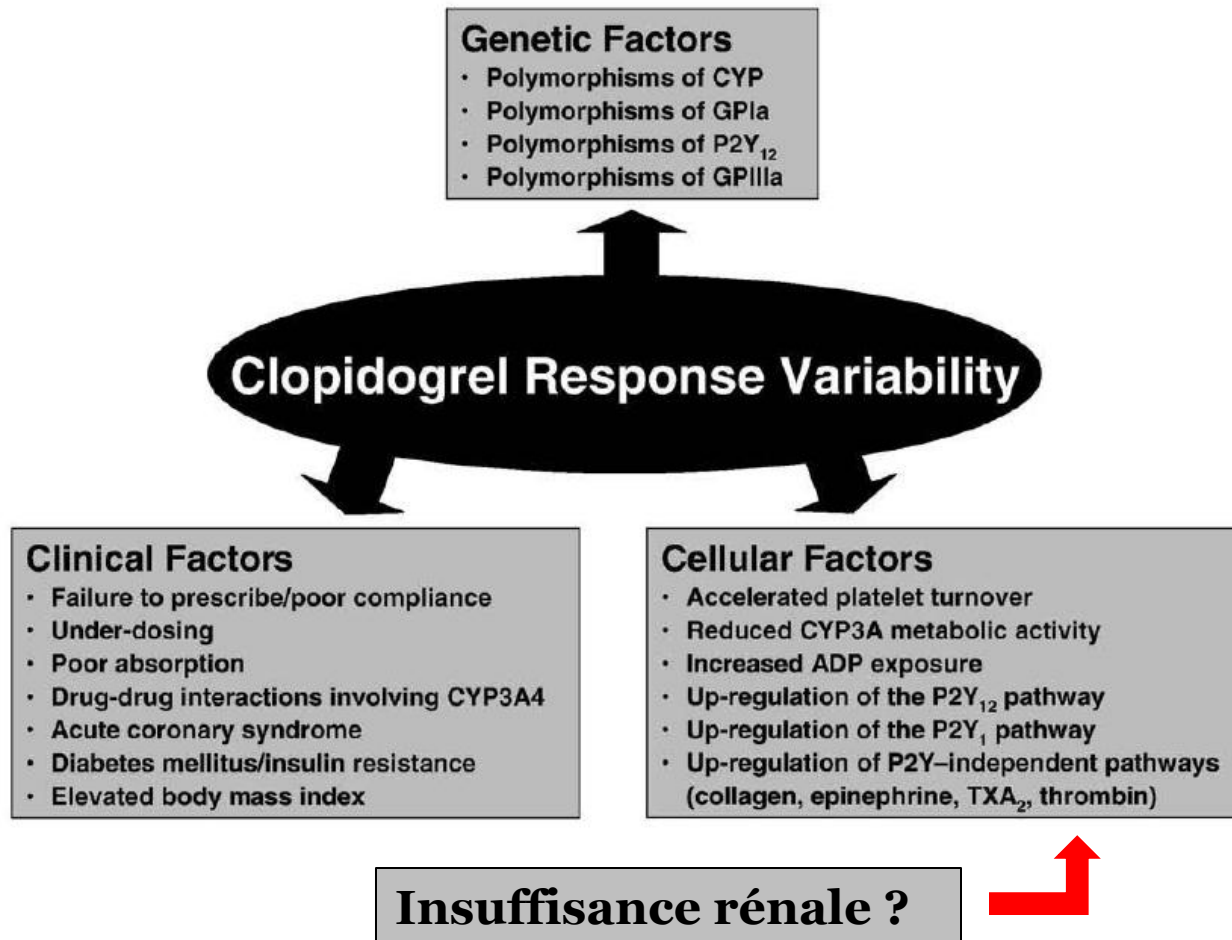 Genetic Factors
· Polymorphisms of CYP
· Polymorphisms of GPIa
· Polymorphisms of P2Y₁₂
· Polymorphisms of GPIIIa
Clopidogrel Response Variability
Clinical Factors
· Failure to prescribe/poor compliance
· Under-dosing
· Poor absorption
· Drug-drug interactions involving CYP3A4
· Acute coronary syndrome
· Diabetes mellitus/insulin resistance
· Elevated body mass index
Cellular Factors
· Accelerated platelet turnover
· Reduced CYP3A metabolic activity
· Increased ADP exposure
· Up-regulation of the P2Y₁₂ pathway
· Up-regulation of the P2Y₁ pathway
· Up-regulation of P2Y–independent pathways
(collagen, epinephrine, TXA₂, thrombin)
Insuffisance rénale ?